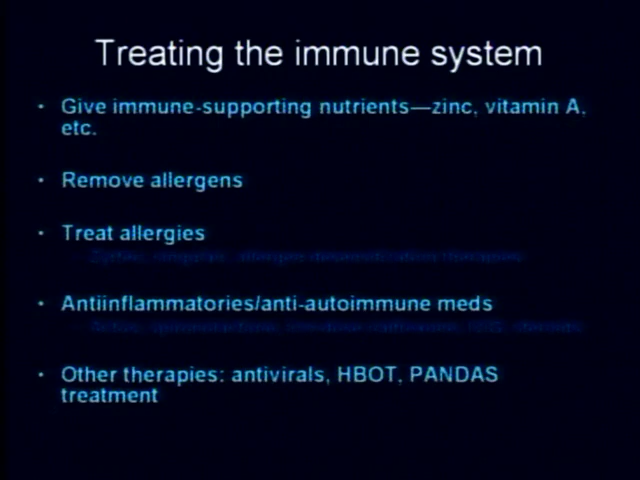 Treating the immune system
• Give immune-supporting nutrients—zinc, vitamin A,
etc.
• Remove allergens
• Treat allergies
• Antiinflammatories/anti-autoimmune meds
• Other therapies: antivirals, HBOT, PANDAS
treatment